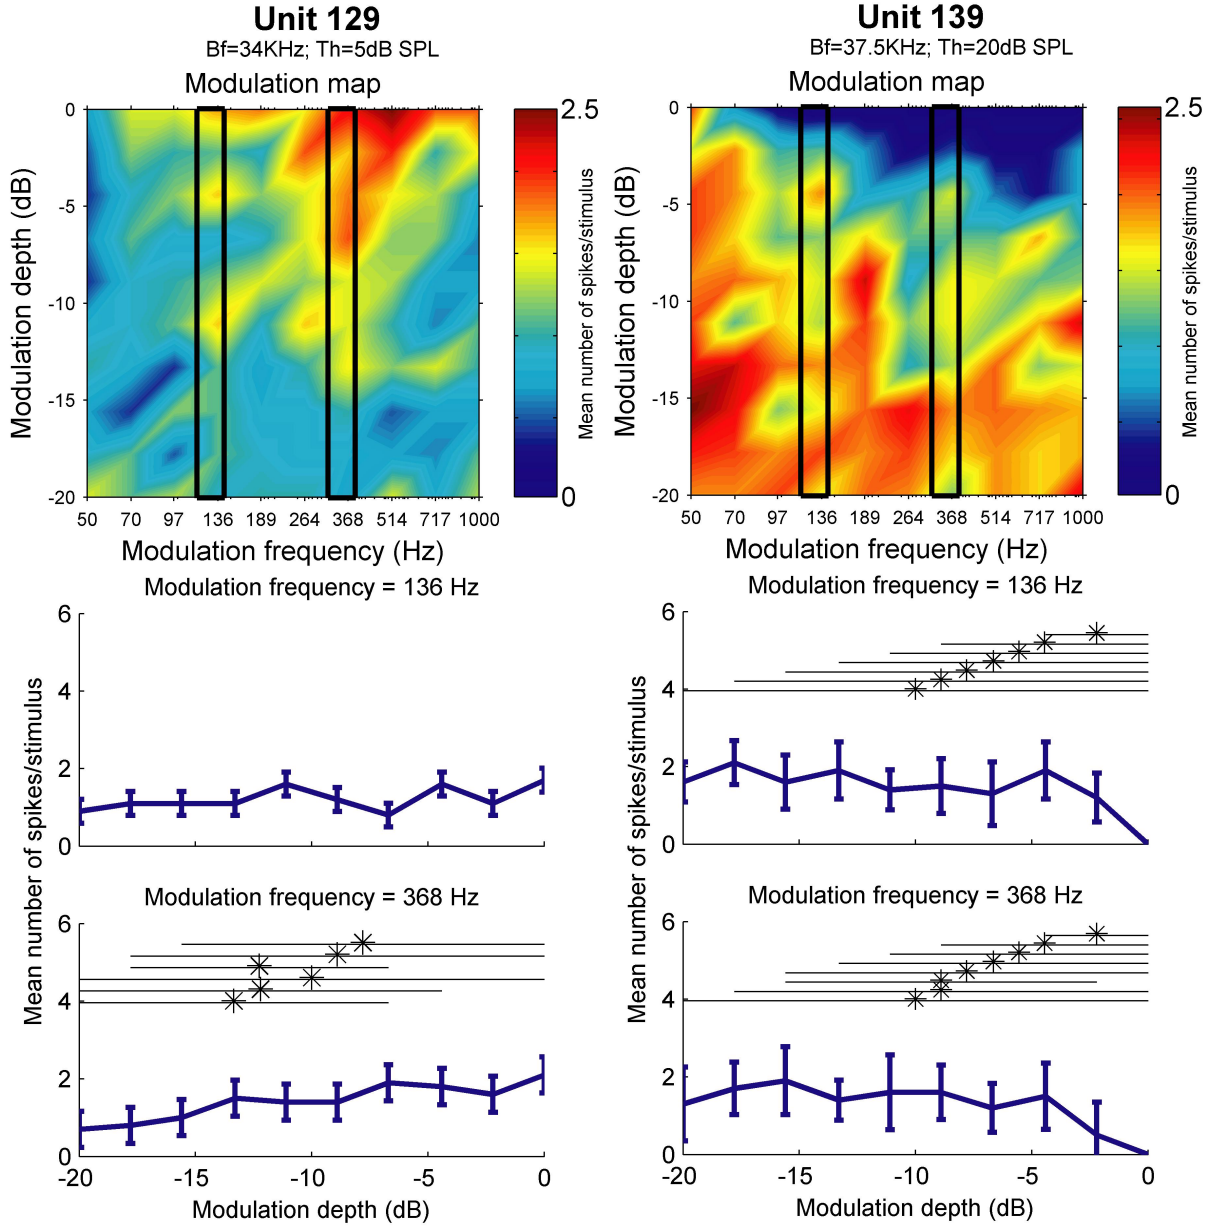 Unit 129
Bf=34KHz; Th=5dB SPL
Modulation map
0
-5
-10
-15
-20
Modulation depth (dB)
50 70 97 136 189 264 368 514 717 1000
Modulation frequency (Hz)
2.5
0
Mean number of spikes/stimulus
Unit 139
Bf=37.5KHz; Th=20dB SPL
Modulation map
0
-5
-10
-15
-20
Modulation depth (dB)
50 70 97 136 189 264 368 514 717 1000
Modulation frequency (Hz)
2.5
0
Mean number of spikes/stimulus
Modulation frequency = 136 Hz
6
4
2
0
Modulation frequency = 368 Hz
6
4
2
0
Mean number of spikes/stimulus
-20 -15 -10 -5 0
Modulation depth (dB)
Modulation frequency = 136 Hz
6
4
2
0
Modulation frequency = 368 Hz
6
4
2
0
Mean number of spikes/stimulus
-20 -15 -10 -5 0
Modulation depth (dB)